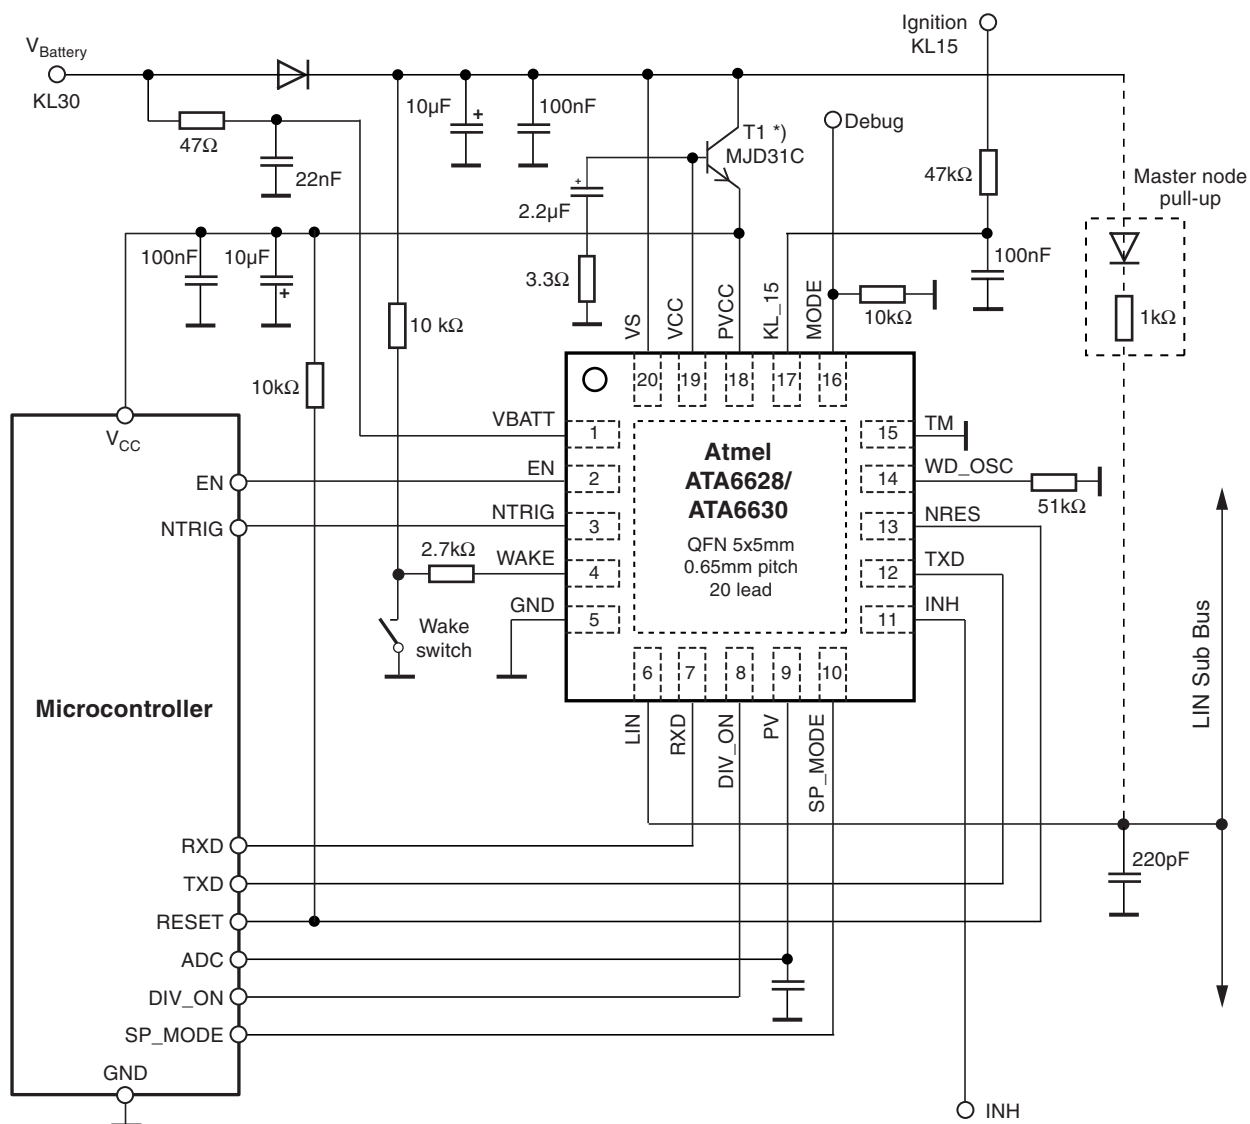 Ignition
KL15
VBattery
KL30
47Ω
22nF
10µF
+
100nF
T1 *)
MJD31C
Debug
47kΩ
Master node
pull-up
+
2.2µF
3.3Ω
100nF
10µF
+
100nF
10 kΩ
10kΩ
10kΩ
1kΩ
VS
VCC
PVCC
KL_15
MODE
20
19
18
17
16
VCC
VBATT
1
EN
EN
2
NTRIG
NTRIG
3
2.7kΩ
WAKE
4
GND
5
Wake
switch
Atmel
ATA6628/
ATA6630
QFN 5x5mm
0.65mm pitch
20 lead
15
TM
14
WD_OSC
51kΩ
13
NRES
12
TXD
11
INH
6
7
8
9
10
LIN
RXD
DIV_ON
PV
SP_MODE
LIN Sub Bus
Microcontroller
RXD
TXD
RESET
ADC
DIV_ON
SP_MODE
GND
220pF
INH